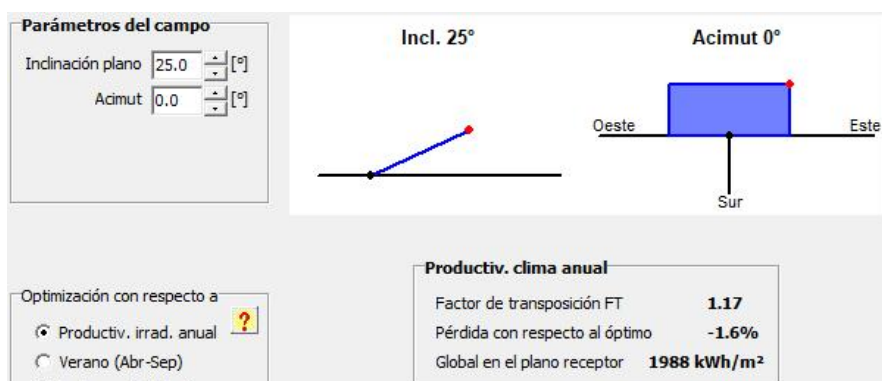 Parámetros del campo
Inclinación plano 25.0 [º]
Acimut 0.0 [º]
Incl. 25º
Acimut 0º
Oeste
Este
Sur
Optimización con respecto a
?
Productiv. irrad. anual
Verano (Abr-Sep)
Productiv. clima anual
Factor de transposición FT 1.17
Pérdida con respecto al óptimo -1.6%
Global en el plano receptor 1988 kWh/m²